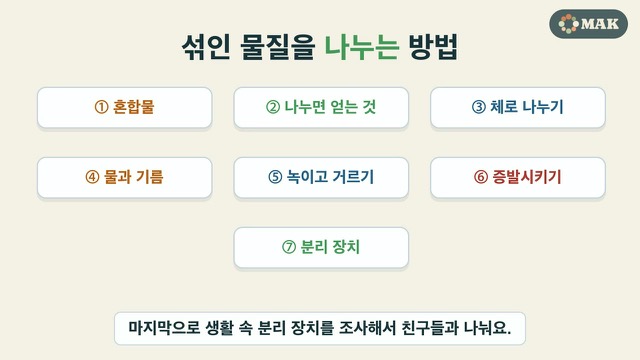 MAK
섞인 물질을 나누는 방법
① 혼합물
② 나누면 얻는 것
③ 체로 나누기
④ 물과 기름
⑤ 녹이고 거르기
⑥ 증발시키기
⑦ 분리 장치
마지막으로 생활 속 분리 장치를 조사해서 친구들과 나눠요.